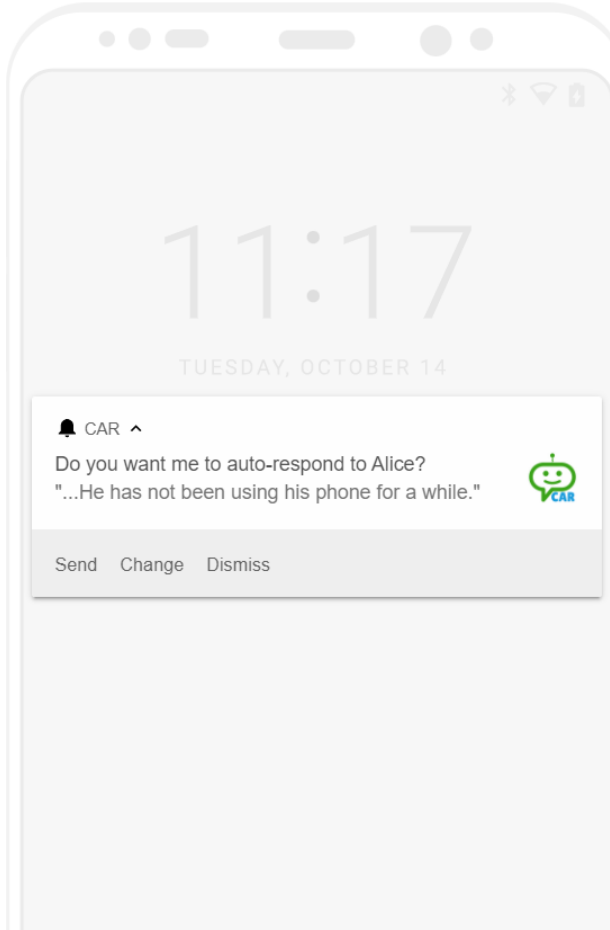 11:17
TUESDAY, OCTOBER 14
CAR
Do you want me to auto-respond to Alice?
"...He has not been using his phone for a while."
CAR
Send Change Dismiss